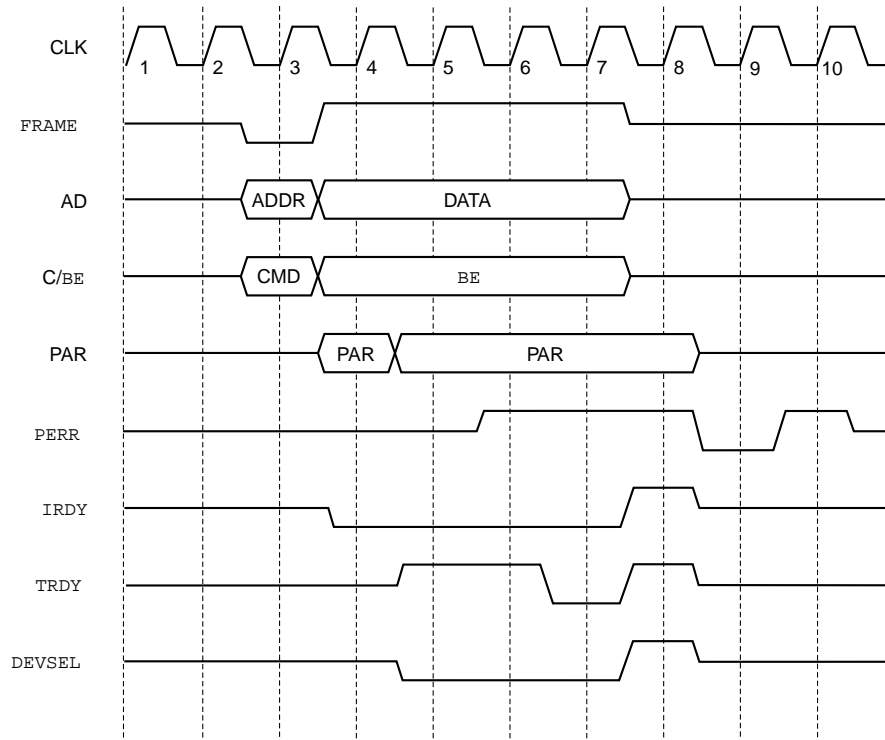 CLK
1 2 3 4 5 6 7 8 9 10
FRAME
AD ADDR DATA
C/BE CMD BE
PAR PAR PAR
PERR
IRDY
TRDY
DEVSEL